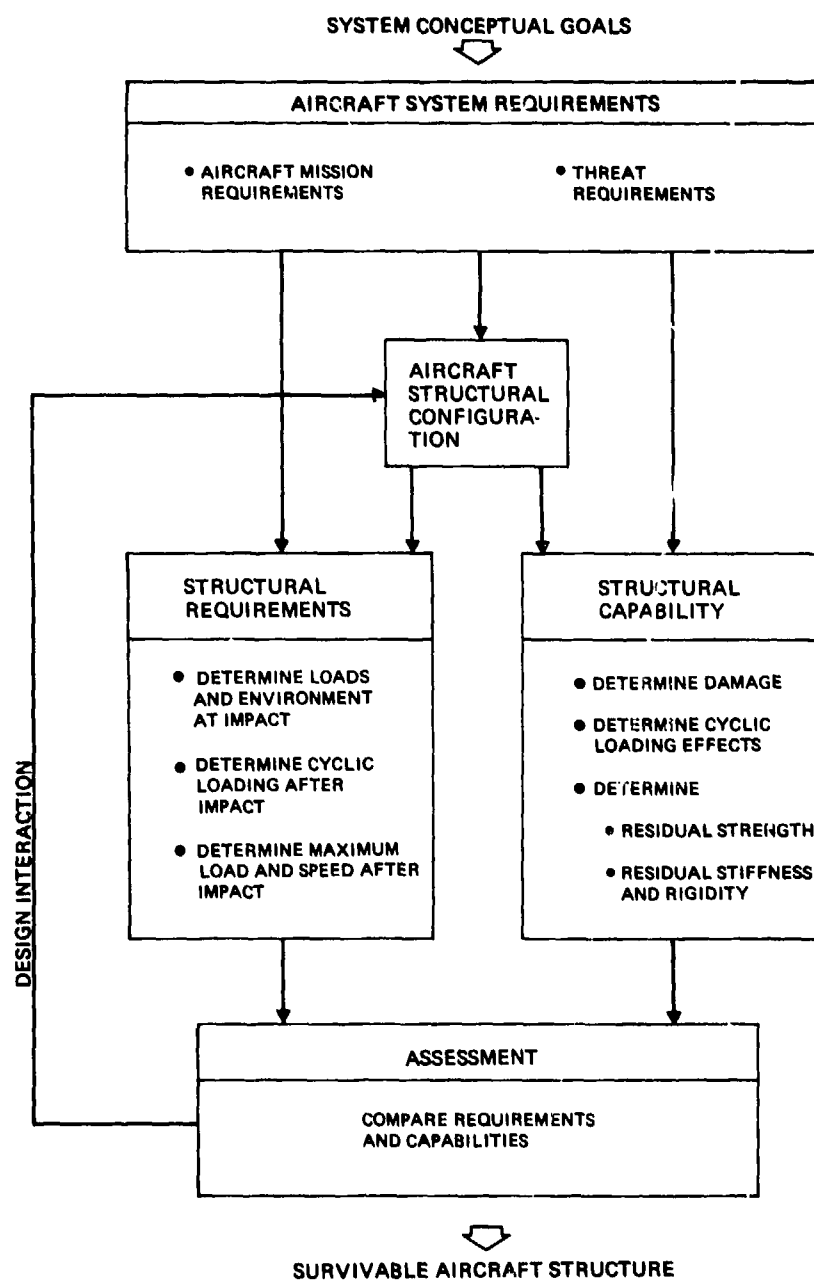 SYSTEM CONCEPTUAL GOALS
AIRCRAFT SYSTEM REQUIREMENTS
• AIRCRAFT MISSION
REQUIREMENTS
• THREAT
REQUIREMENTS
AIRCRAFT
STRUCTURAL
CONFIGURA-
TION
STRUCTURAL
REQUIREMENTS
• DETERMINE LOADS
AND ENVIRONMENT
AT IMPACT
• DETERMINE CYCLIC
LOADING AFTER
IMPACT
• DETERMINE MAXIMUM
LOAD AND SPEED AFTER
IMPACT
STRUCTURAL
CAPABILITY
• DETERMINE DAMAGE
• DETERMINE CYCLIC
LOADING EFFECTS
• DETERMINE
• RESIDUAL STRENGTH
• RESIDUAL STIFFNESS
AND RIGIDITY
DESIGN INTERACTION
ASSESSMENT
COMPARE REQUIREMENTS
AND CAPABILITIES
SURVIVABLE AIRCRAFT STRUCTURE